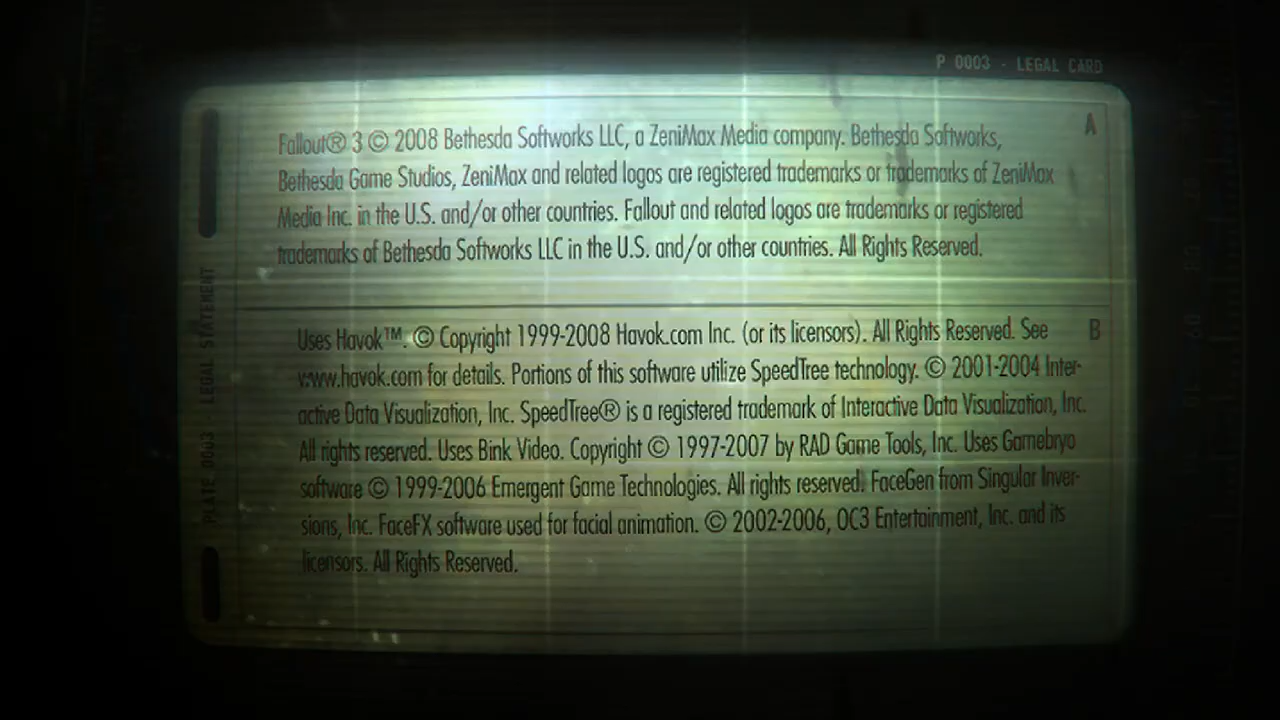 P 0003 - LEGAL CARD
A
Fallout® 3 © 2008 Bethesda Softworks LLC, a ZeniMax Media company. Bethesda Softworks,
Bethesda Game Studios, ZeniMax and related logos are registered trademarks or trademarks of ZeniMax
Media Inc. in the U.S. and/or other countries. Fallout and related logos are trademarks or registered
trademarks of Bethesda Softworks LLC in the U.S. and/or other countries. All Rights Reserved.
B
Uses Havok™. © Copyright 1999-2008 Havok.com Inc. (or its licensors). All Rights Reserved. See
www.havok.com for details. Portions of this software utilize SpeedTree technology. © 2001-2004 Inter-
active Data Visualization, Inc. SpeedTree® is a registered trademark of Interactive Data Visualization, Inc.
All rights reserved. Uses Bink Video. Copyright © 1997-2007 by RAD Game Tools, Inc. Uses Gamebryo
software © 1999-2006 Emergent Game Technologies. All rights reserved. FaceGen from Singular Inver-
sions, Inc. FaceFX software used for facial animation. © 2002-2006, OC3 Entertainment, Inc. and its
licensors. All Rights Reserved.
PLATE 0003 - LEGAL STATEMENT